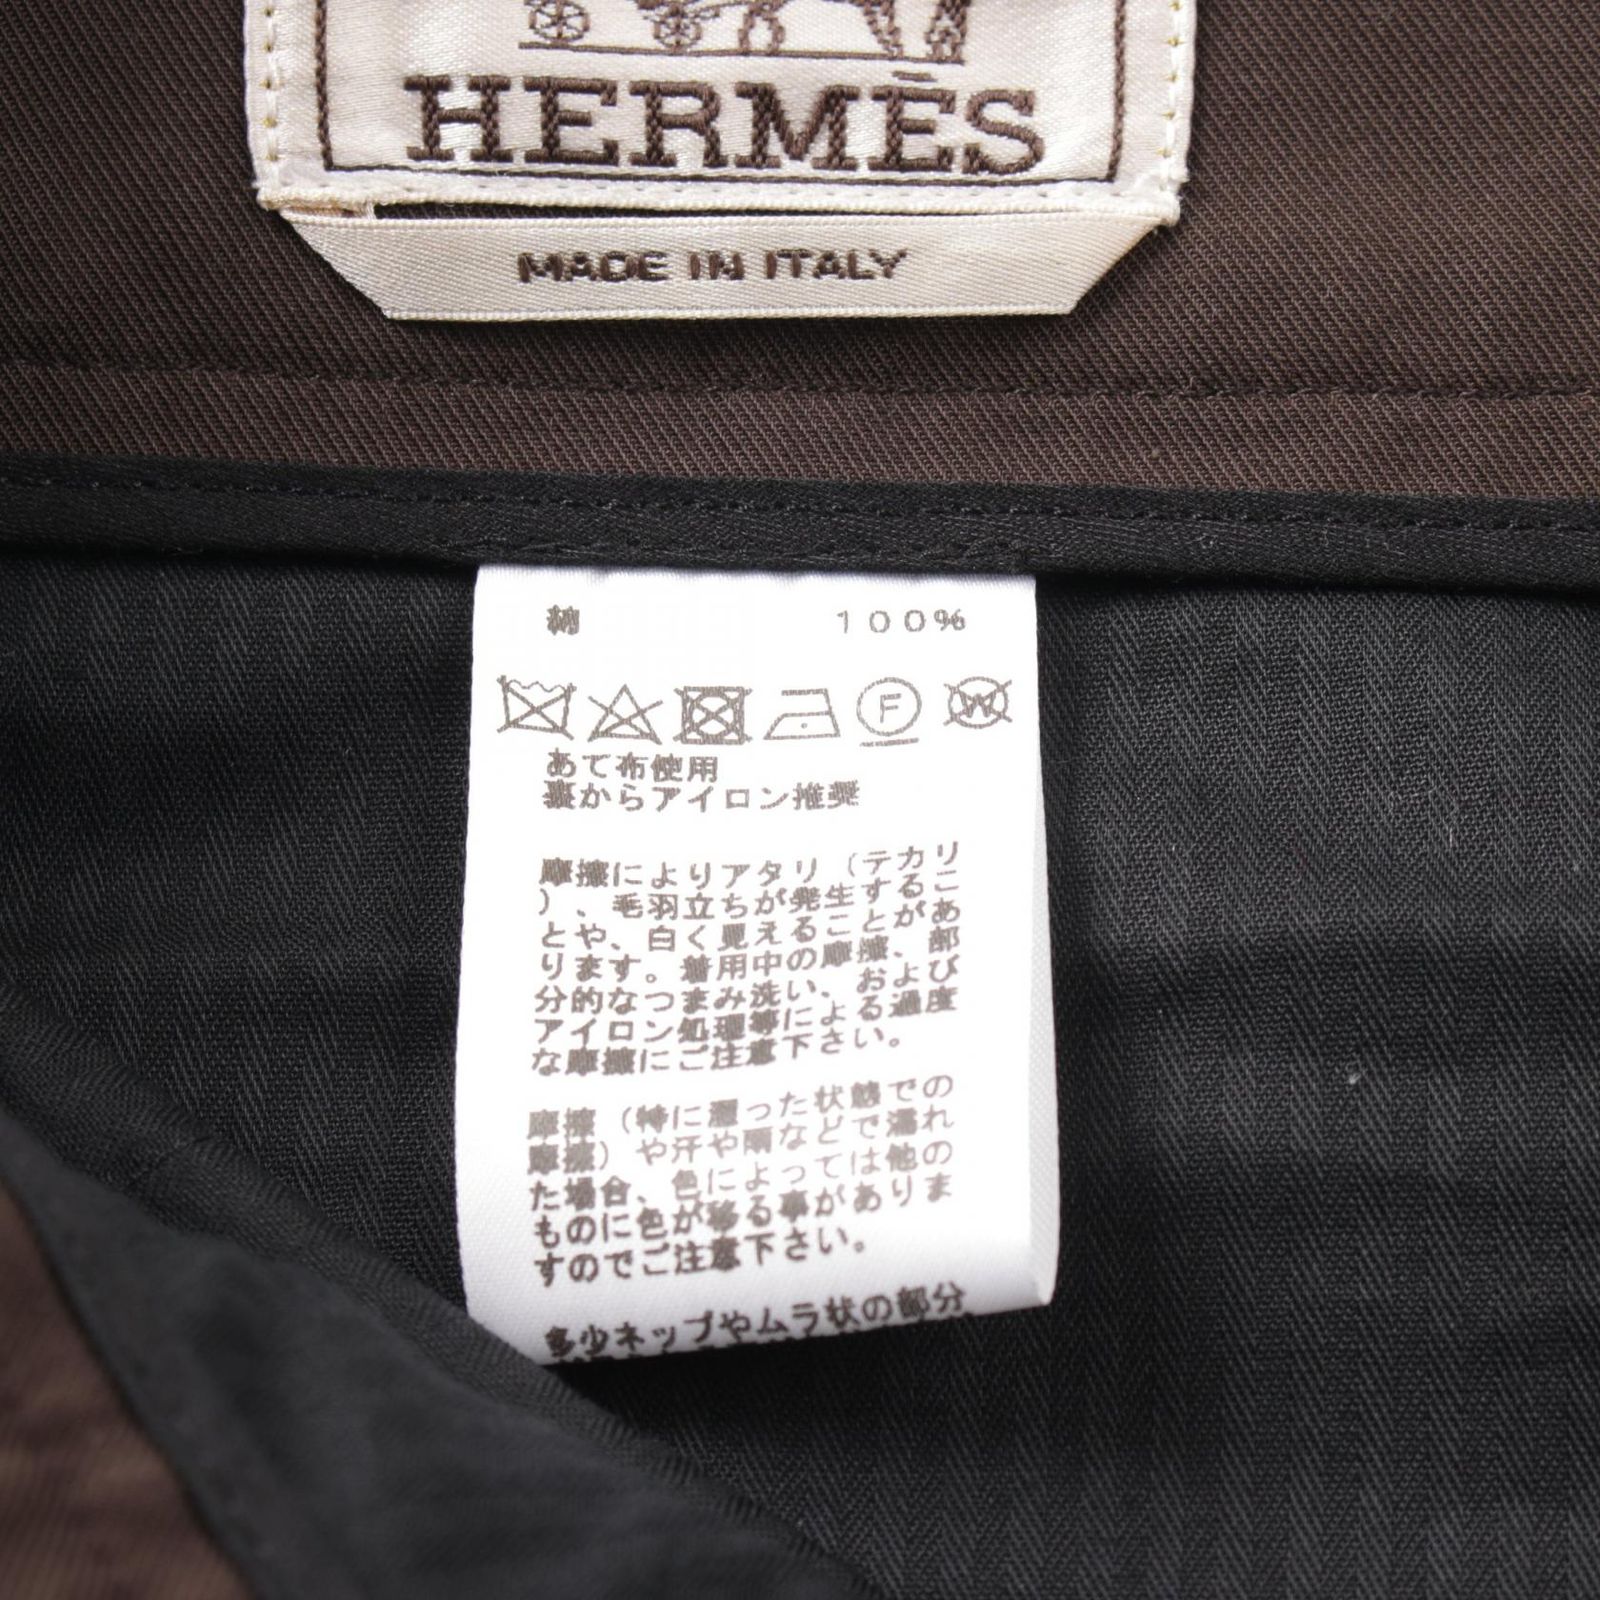 HERMÈS
MADE IN ITALY
綿 100%
F
W
あて布使用
裏からアイロン推奨
摩擦によりアタリ（テカリ
）、毛羽立ちが発生するこ
とや、白く見えることがあ
ります。着用中の摩擦、部
分的なつまみ洗い、および
アイロン処理等による過度
な摩擦にご注意下さい。
摩擦（特に湿った状態での
摩擦）や汗や雨などで濡れ
た場合、色によっては他の
ものに色が移る事がありま
すのでご注意下さい。
多少ネップやムラ状の部分